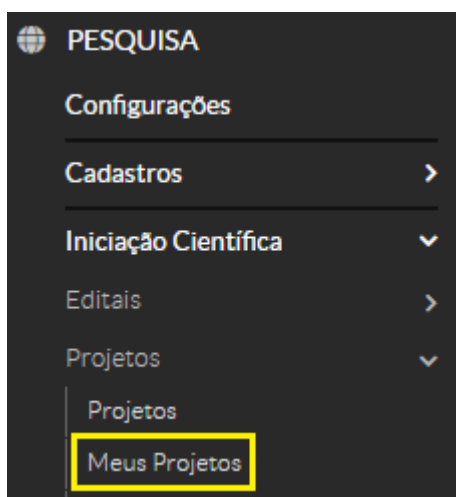 PESQUISA
Configurações
Cadastros
Iniciação Científica
Editais
Projetos
Projetos
Meus Projetos